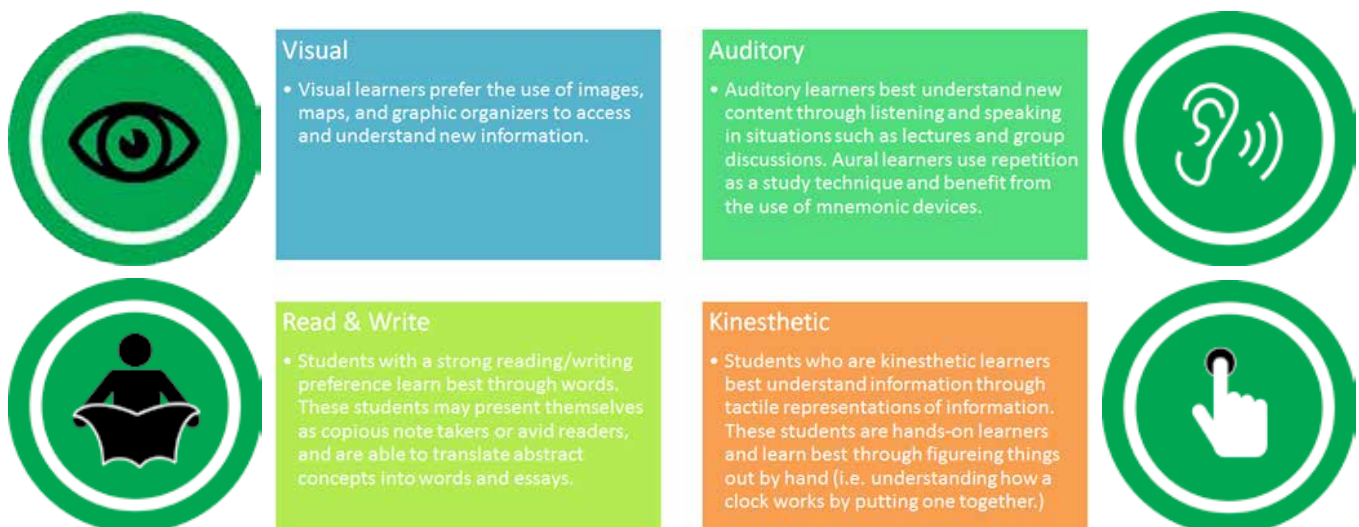 Visual
• Visual learners prefer the use of images,
maps, and graphic organizers to access
and understand new information.
Auditory
• Auditory learners best understand new
content through listening and speaking
in situations such as lectures and group
discussions. Aural learners use repetition
as a study technique and benefit from
the use of mnemonic devices.
Read & Write
• Students with a strong reading/writing
preference learn best through words.
These students may present themselves
as copious note takers or avid readers,
and are able to translate abstract
concepts into words and essays.
Kinesthetic
• Students who are kinesthetic learners
best understand information through
tactile representations of information.
These students are hands-on learners
and learn best through figureing things
out by hand (i.e. understanding how a
clock works by putting one together.)